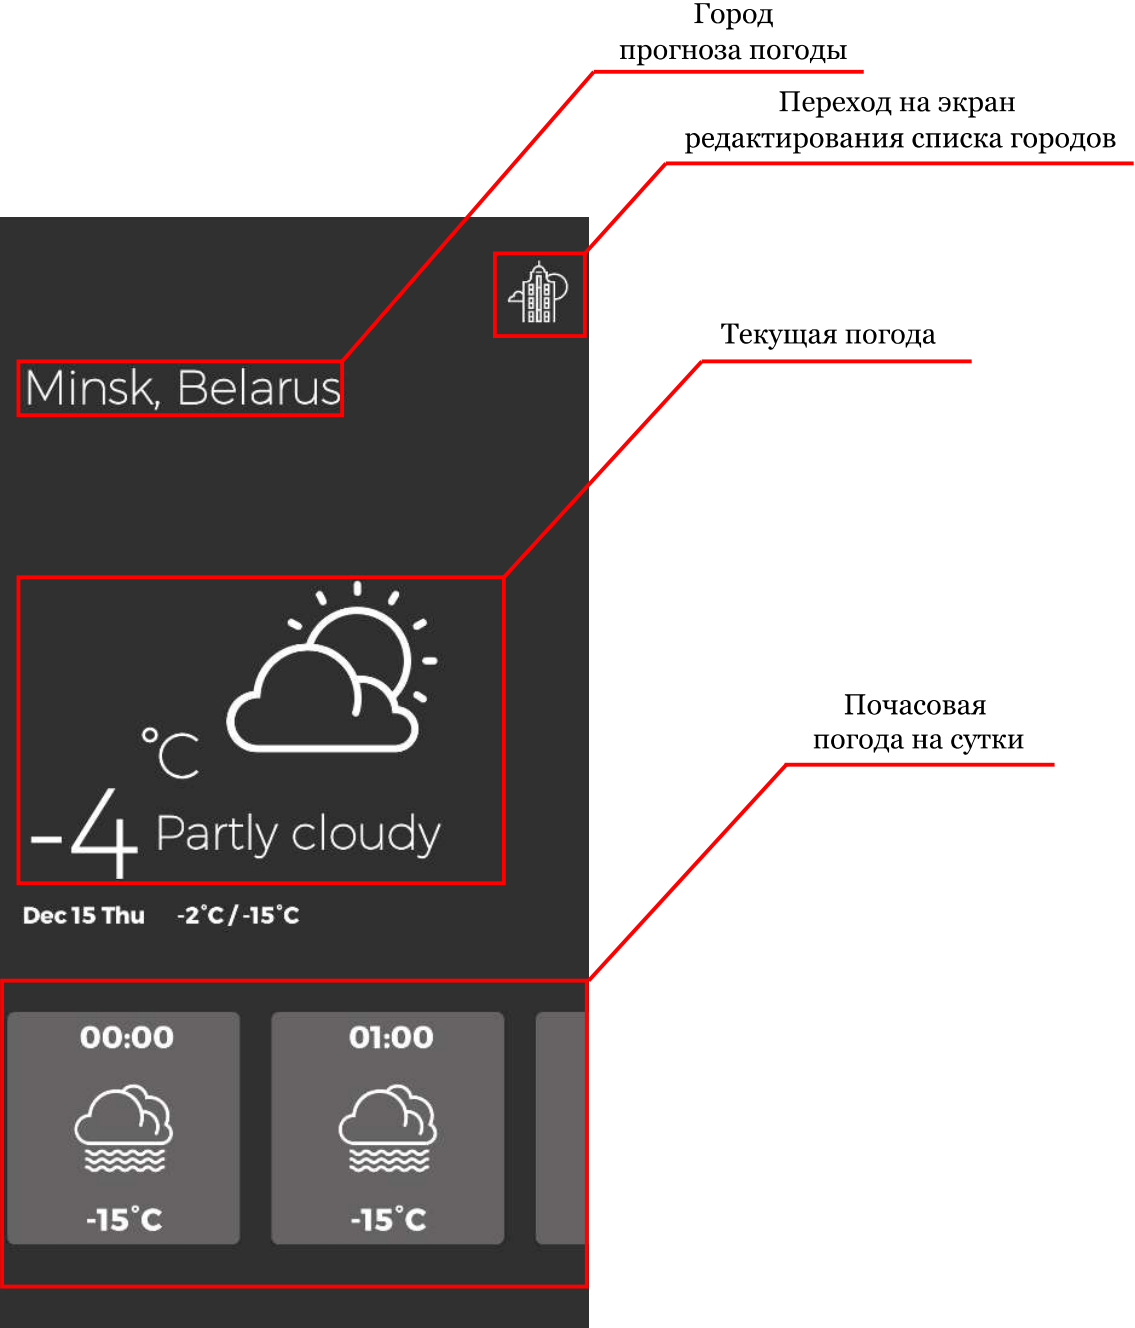 Город
прогноза погоды
Переход на экран
редактирования списка городов
Minsk, Belarus
Текущая погода
°C
-4 Partly cloudy
Почасовая
погода на сутки
Dec 15 Thu -2°C / -15°C
00:00 01:00
-15°C -15°C